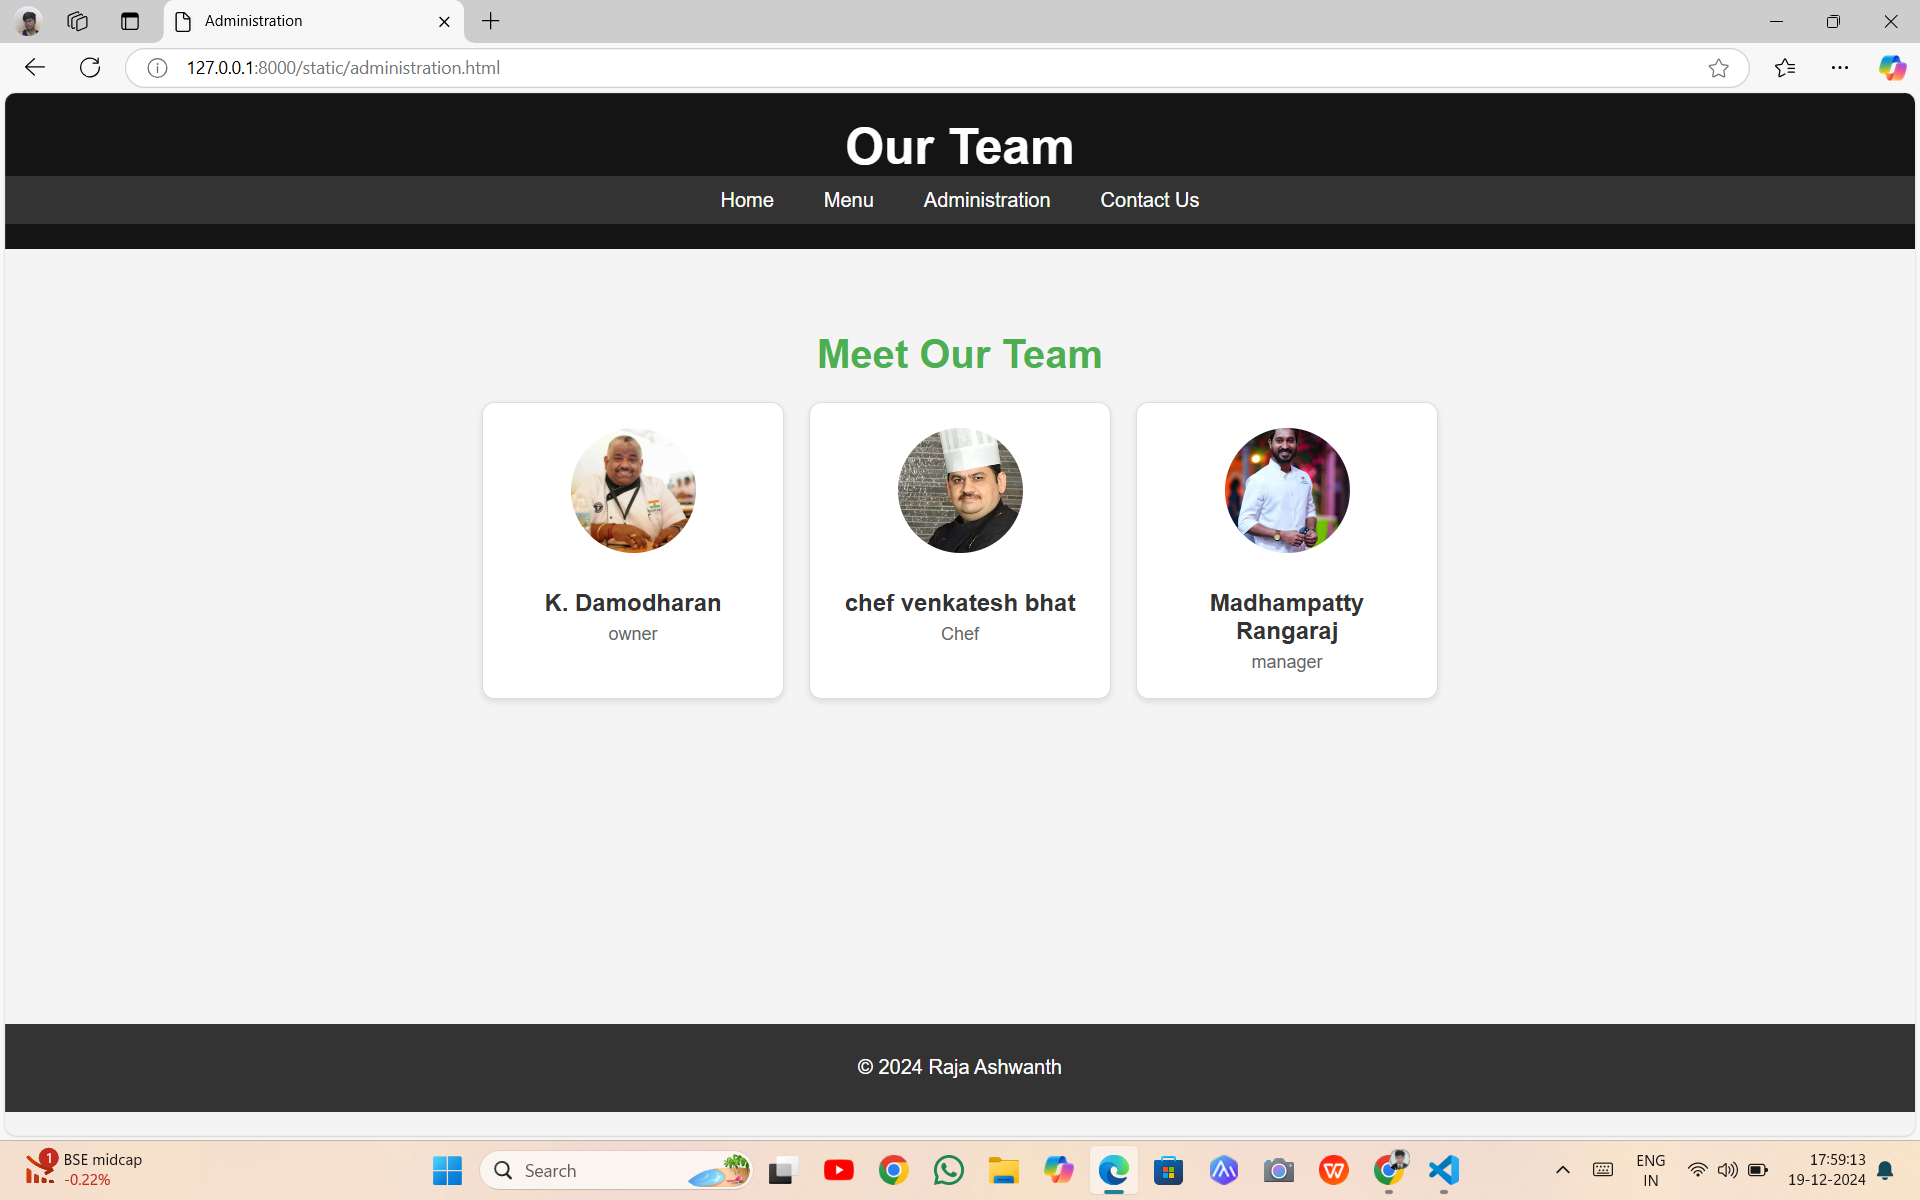 Administration
127.0.0.1:8000/static/administration.html
Our Team
Home Menu Administration Contact Us
Meet Our Team
K. Damodharan
owner
chef venkatesh bhat
Chef
Madhampatty
Rangaraj
manager
© 2024 Raja Ashwanth
1
BSE midcap
-0.22%
Search
ENG
IN
17:59:13
19-12-2024